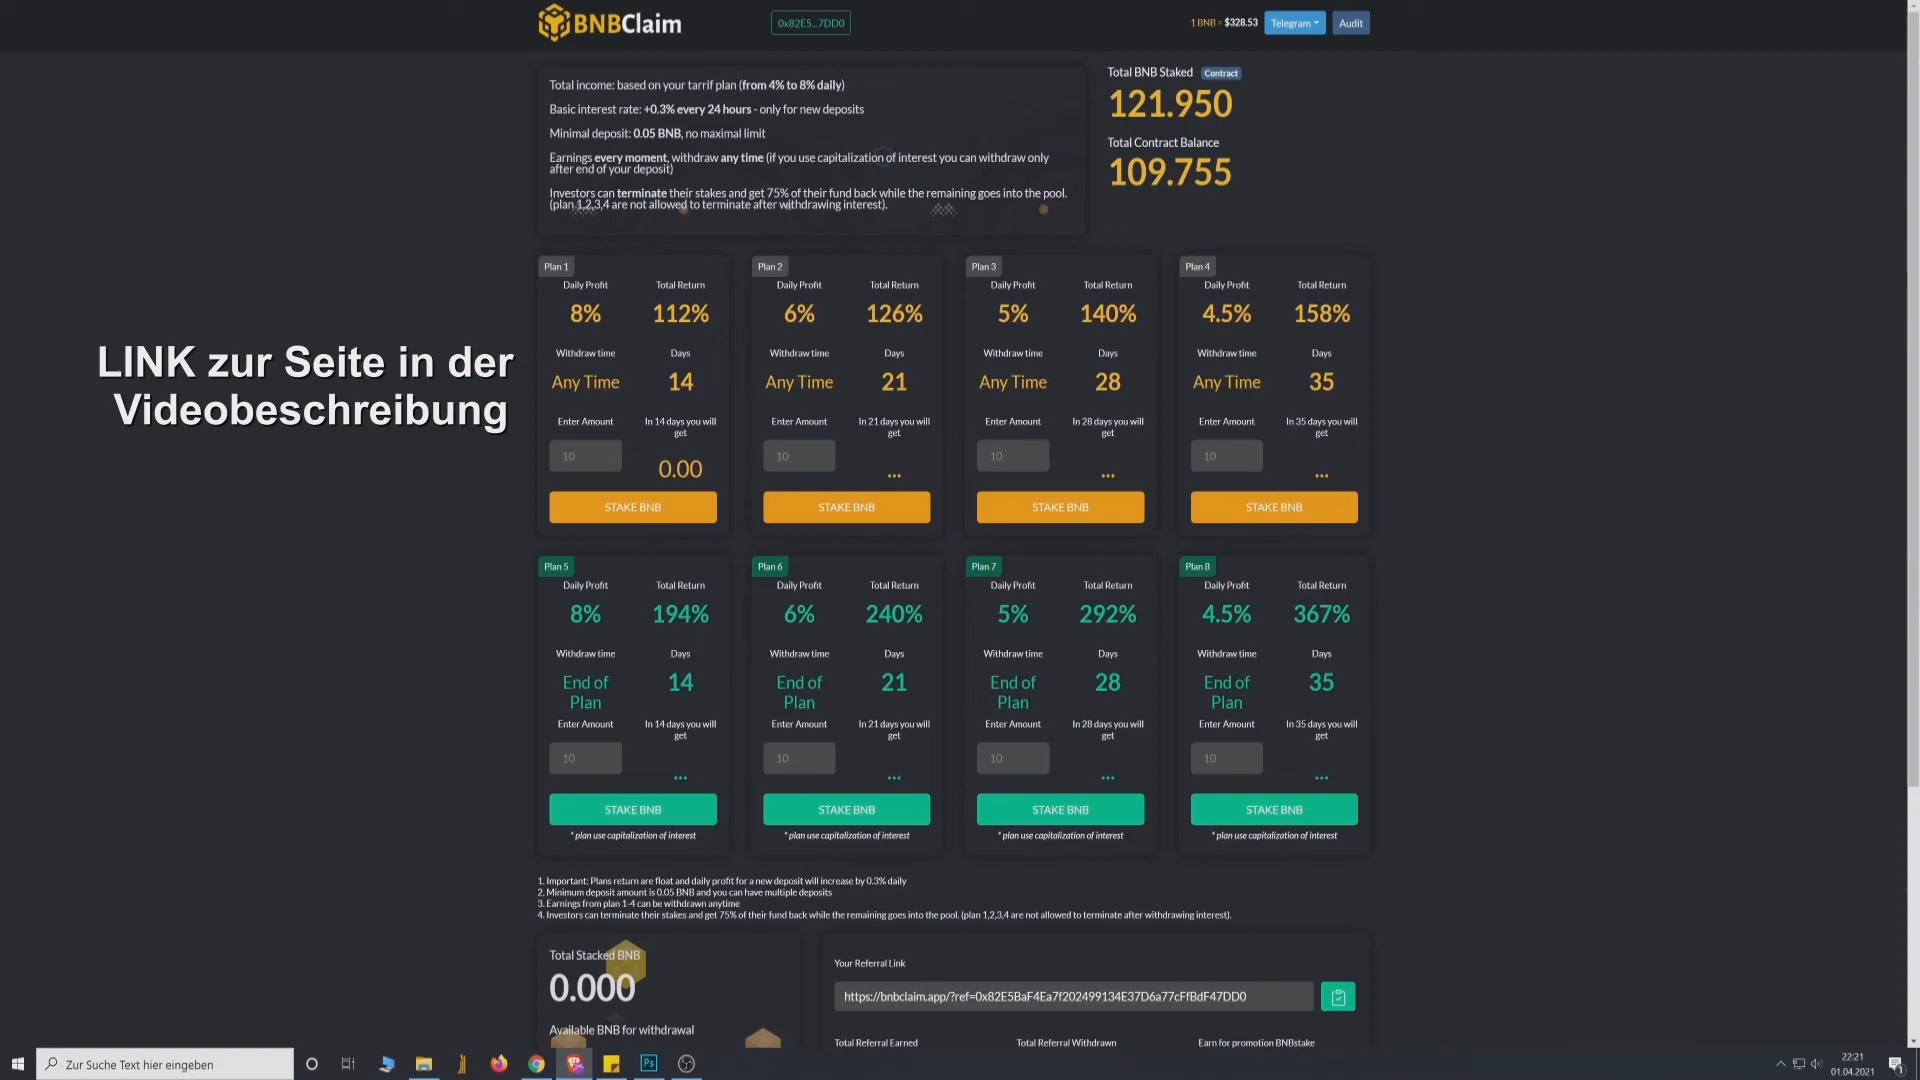 BNBClaim
0x82E5...7DD0
1 BNB = $328.53
Telegram
Audit
Total income: based on your tarrif plan (from 4% to 8% daily)
Basic interest rate: +0.3% every 24 hours - only for new deposits
Minimal deposit: 0.05 BNB, no maximal limit
Earnings every moment, withdraw any time (if you use capitalization of interest you can withdraw only
after end of your deposit)
Investors can terminate their stakes and get 75% of their fund back while the remaining goes into the pool.
(plan 1,2,3,4 are not allowed to terminate after withdrawing interest).
Total BNB Staked Contract
121.950
Total Contract Balance
109.755
LINK zur Seite in der
Videobeschreibung
Plan 1
Daily Profit Total Return
8% 112%
Withdraw time Days
Any Time 14
Enter Amount In 14 days you will
get
10 0.00
STAKE BNB
Plan 2
Daily Profit Total Return
6% 126%
Withdraw time Days
Any Time 21
Enter Amount In 21 days you will
get
10 ...
STAKE BNB
Plan 3
Daily Profit Total Return
5% 140%
Withdraw time Days
Any Time 28
Enter Amount In 28 days you will
get
10 ...
STAKE BNB
Plan 4
Daily Profit Total Return
4.5% 158%
Withdraw time Days
Any Time 35
Enter Amount In 35 days you will
get
10 ...
STAKE BNB
Plan 5
Daily Profit Total Return
8% 194%
Withdraw time Days
End of 14
Plan
Enter Amount In 14 days you will
get
10 ...
STAKE BNB
* plan use capitalization of interest
Plan 6
Daily Profit Total Return
6% 240%
Withdraw time Days
End of 21
Plan
Enter Amount In 21 days you will
get
10 ...
STAKE BNB
* plan use capitalization of interest
Plan 7
Daily Profit Total Return
5% 292%
Withdraw time Days
End of 28
Plan
Enter Amount In 28 days you will
get
10 ...
STAKE BNB
* plan use capitalization of interest
Plan 8
Daily Profit Total Return
4.5% 367%
Withdraw time Days
End of 35
Plan
Enter Amount In 35 days you will
get
10 ...
STAKE BNB
* plan use capitalization of interest
1. Important: Plans return are float and daily profit for a new deposit will increase by 0.3% daily
2. Minimum deposit amount is 0.05 BNB and you can have multiple deposits
3. Earnings from plan 1-4 can be withdrawn anytime
4. Investors can terminate their stakes and get 75% of their fund back while the remaining goes into the pool. (plan 1,2,3,4 are not allowed to terminate after withdrawing interest).
Total Stacked BNB
0.000
Available BNB for withdrawal
Your Referral Link
https://bnbclaim.app/?ref=0x82E5BaF4Ea7f202499134E37D6a77cFfBdF47DD0
Total Referral Earned Total Referral Withdrawn Earn for promotion BNBstake
Zur Suche Text hier eingeben
Ps
22:21
01.04.2021
1